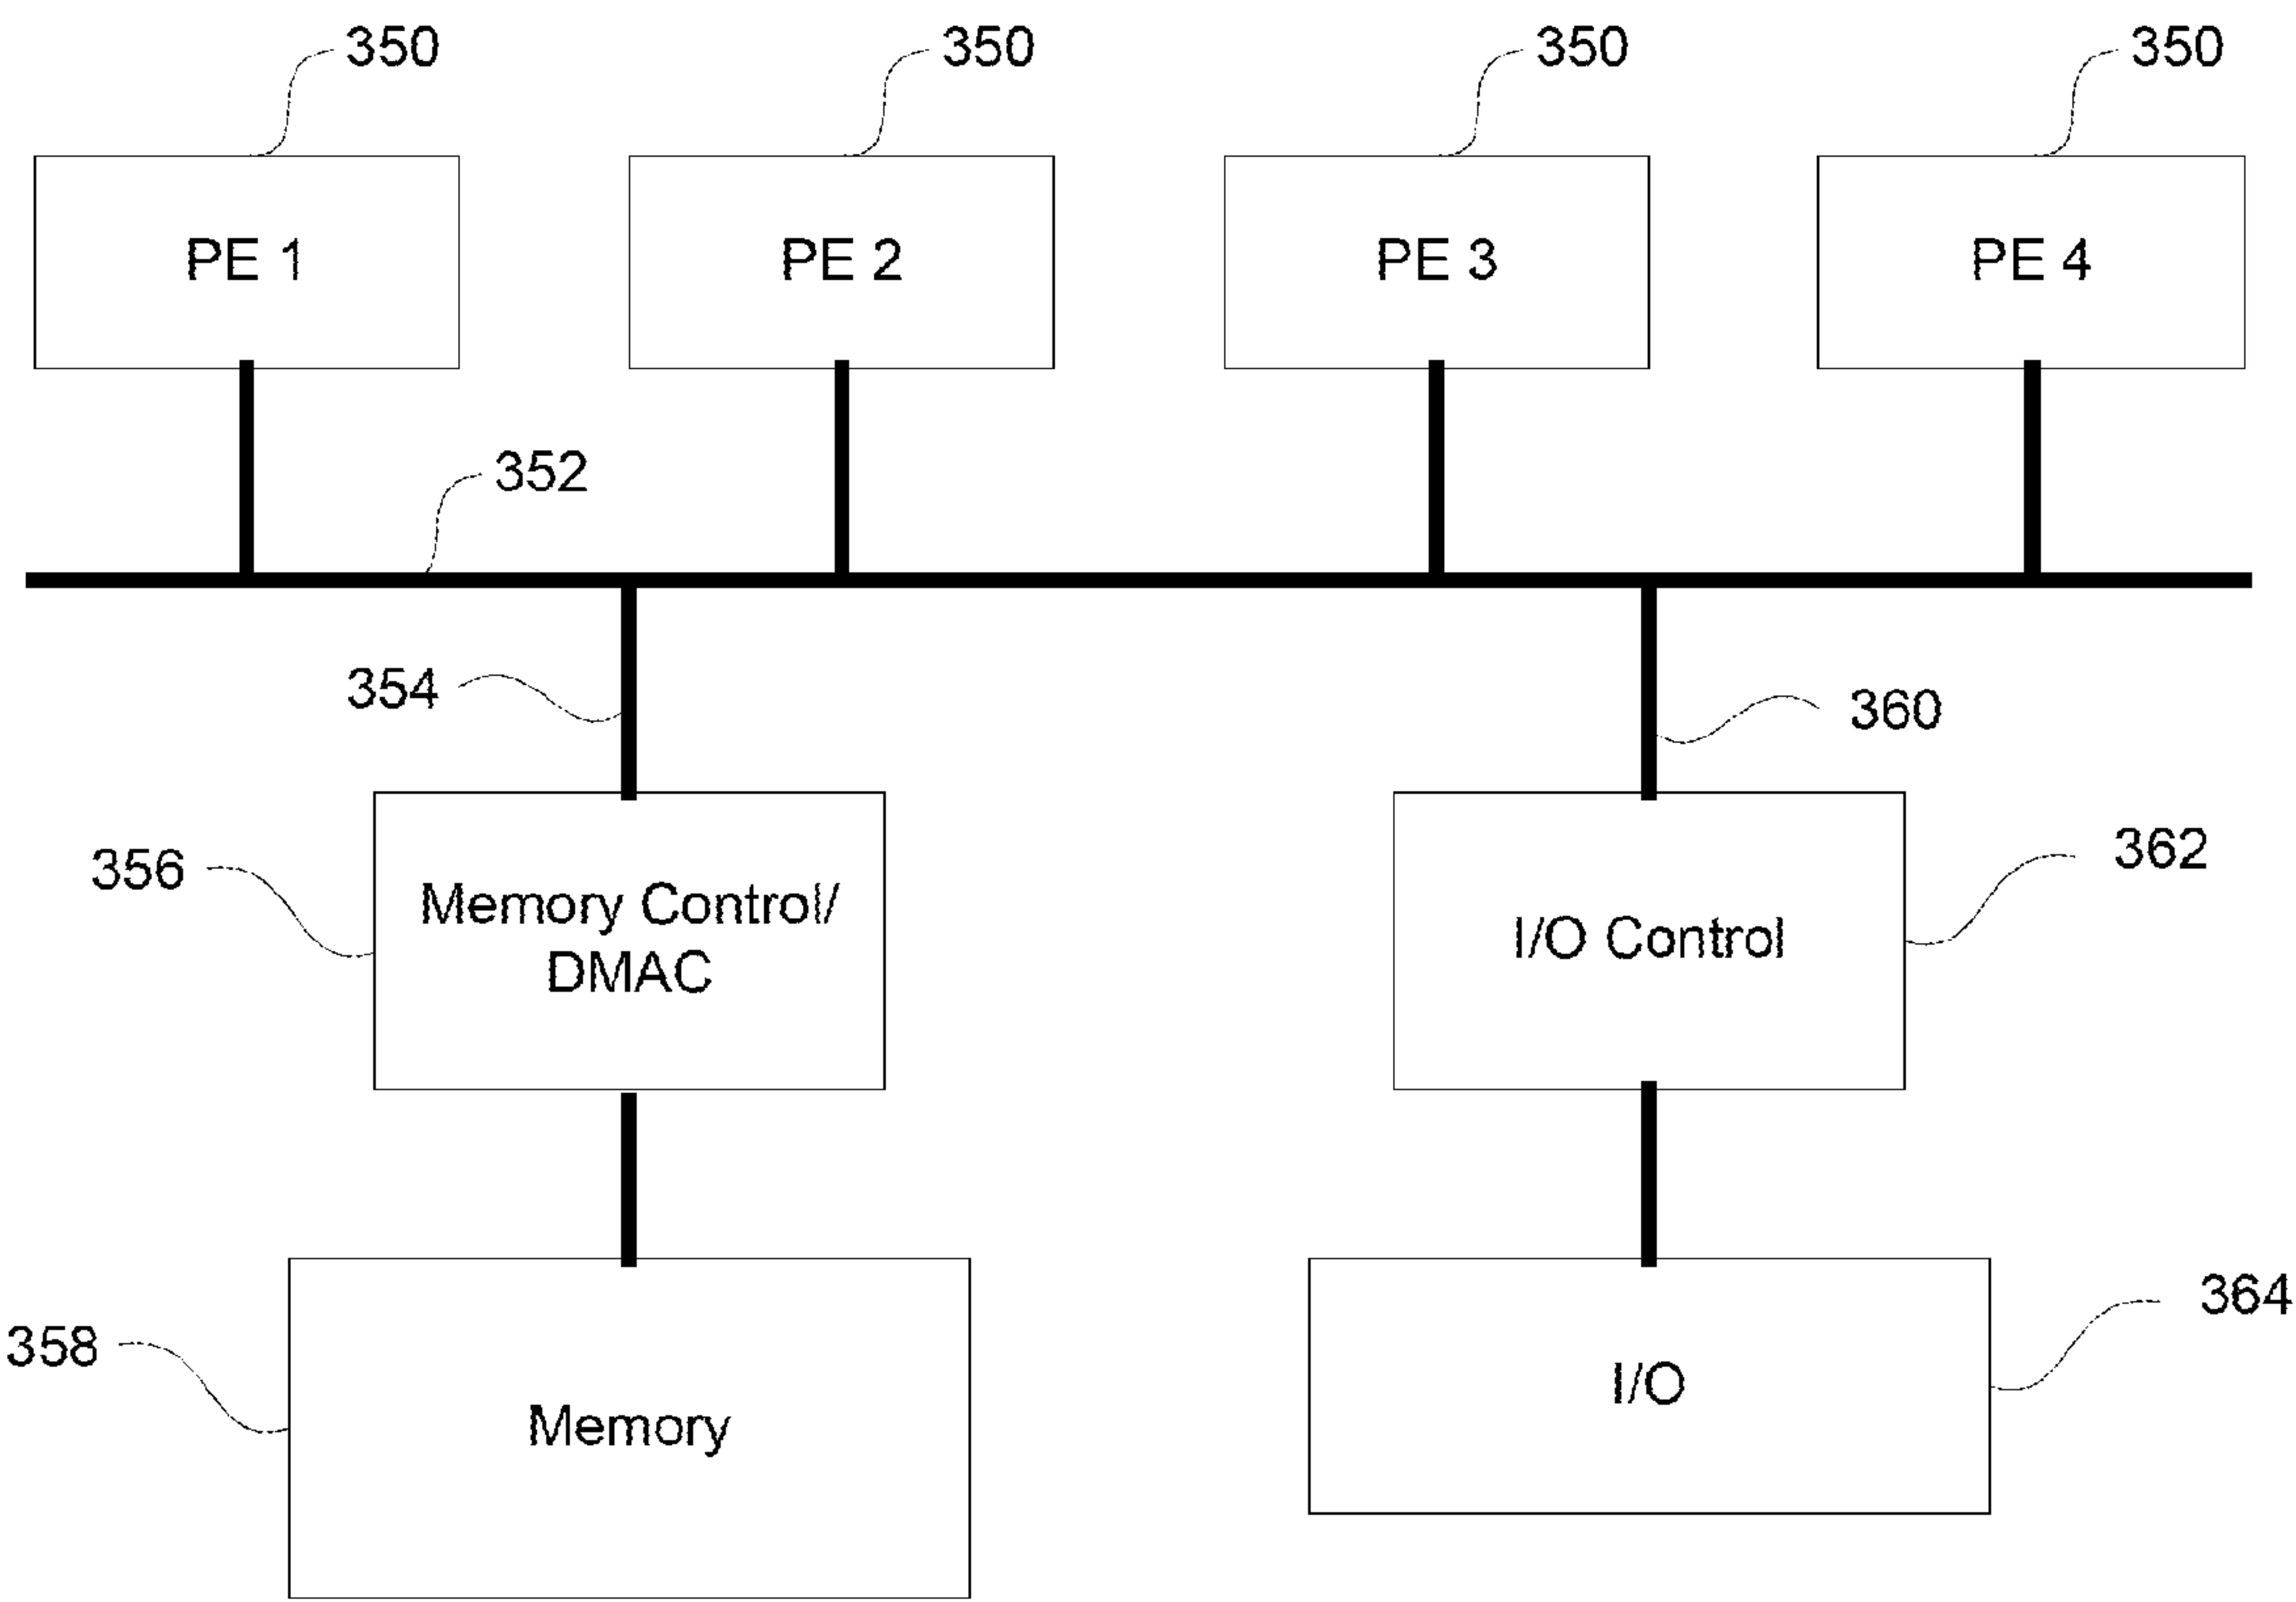 350
350
350
350
PE 1
PE 2
PE 3
PE 4
352
354
360
356
362
Memory Control/
DMAC
I/O Control
358
364
Memory
I/O